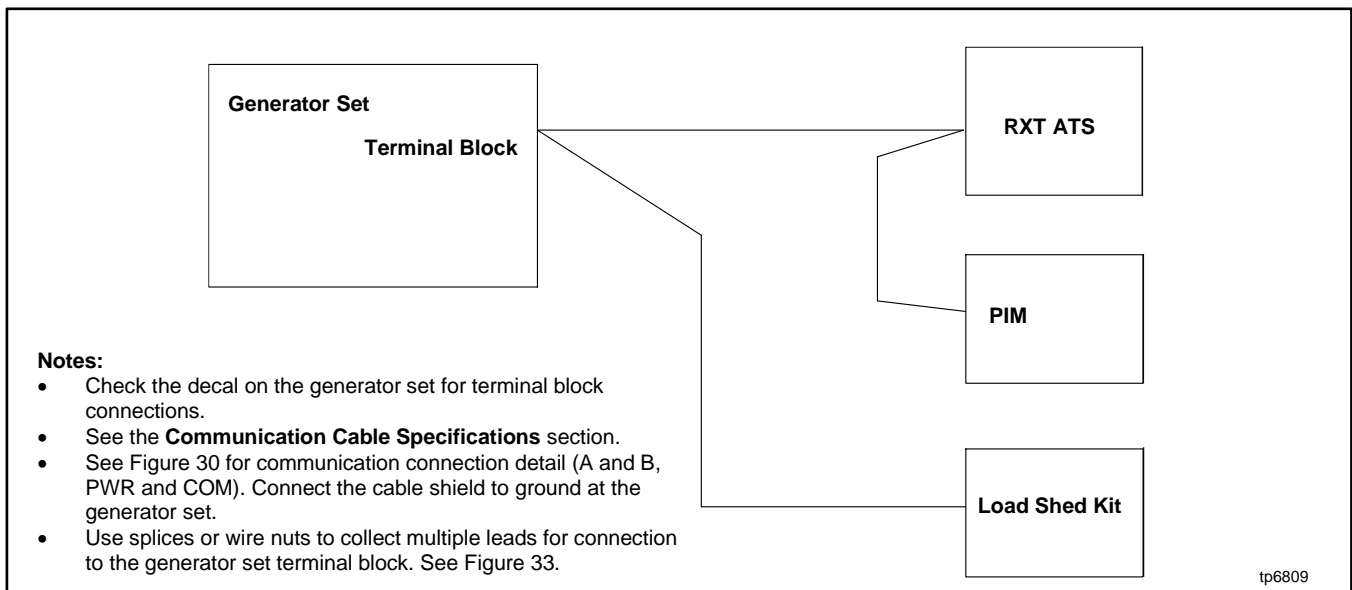 Generator Set
Terminal Block
RXT ATS
PIM
Load Shed Kit
Notes:
• Check the decal on the generator set for terminal block
connections.
• See the Communication Cable Specifications section.
• See Figure 30 for communication connection detail (A and B,
PWR and COM). Connect the cable shield to ground at the
generator set.
• Use splices or wire nuts to collect multiple leads for connection
to the generator set terminal block. See Figure 33.
tp6809